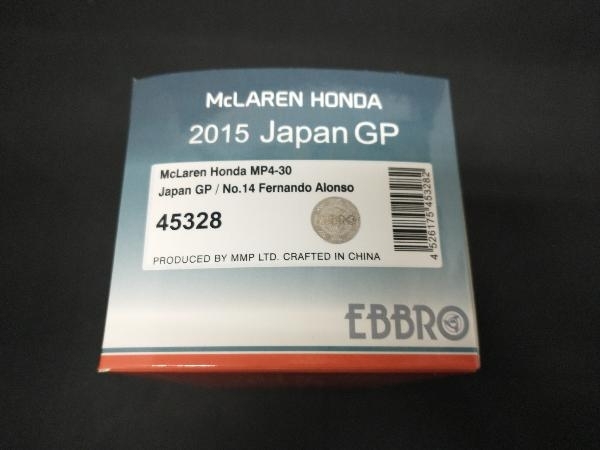 McLAREN HONDA
2015 Japan GP
McLaren Honda MP4-30
Japan GP / No.14 Fernando Alonso
45328
EBBRO
4 526175 453282
PRODUCED BY MMP LTD. CRAFTED IN CHINA
EBBRO